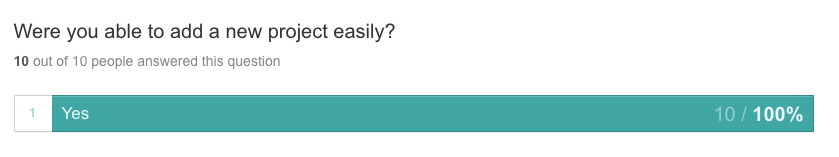 Were you able to add a new project easily?
10 out of 10 people answered this question
1 Yes 10 / 100%